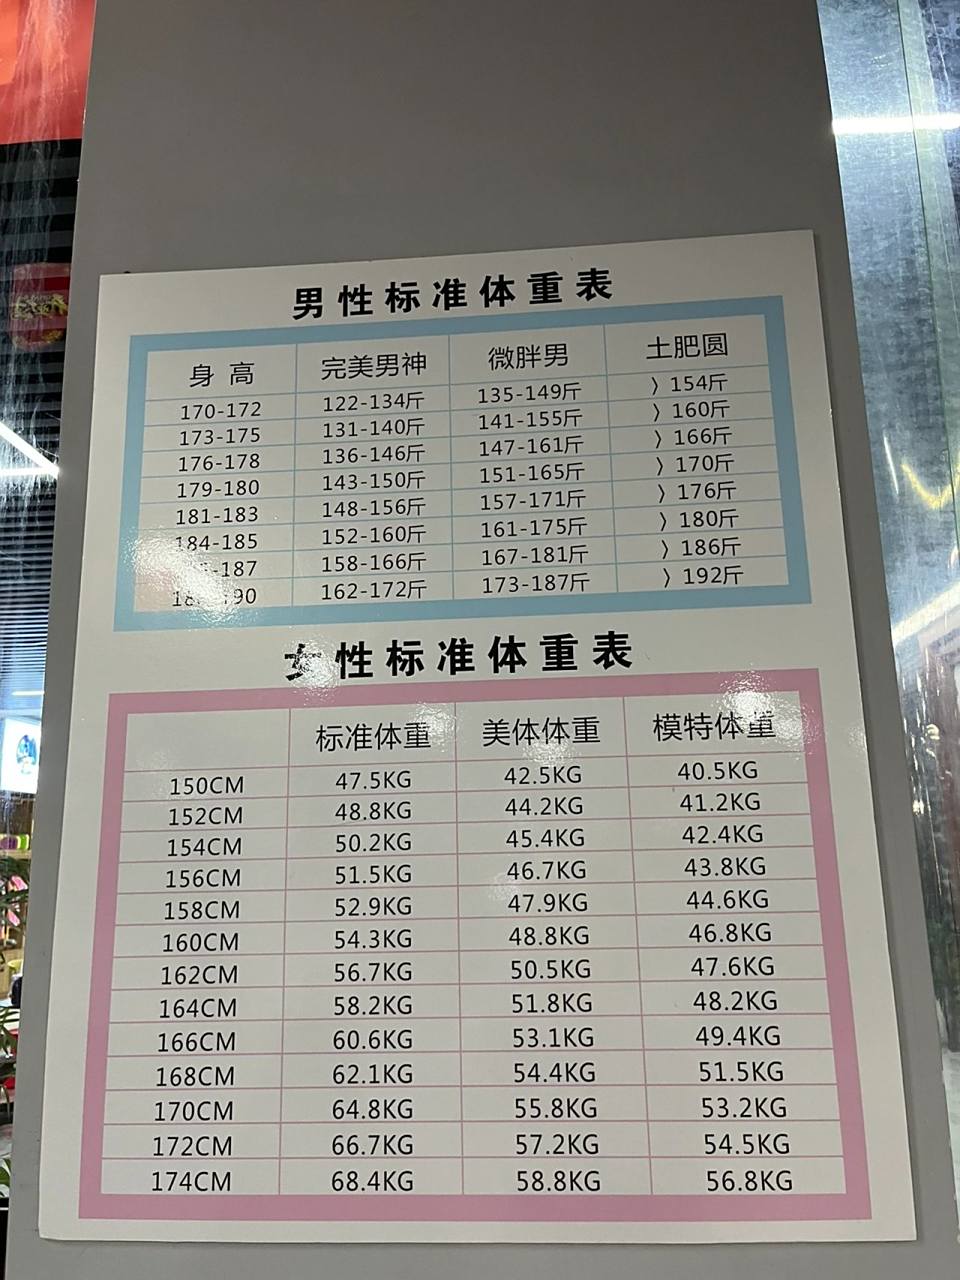 男性标准体重表
身高 完美男神 微胖男 土肥圆
170-172 122-134斤 135-149斤 〉154斤
173-175 131-140斤 141-155斤 〉160斤
176-178 136-146斤 147-161斤 〉166斤
179-180 143-150斤 151-165斤 〉170斤
181-183 148-156斤 157-171斤 〉176斤
184-185 152-160斤 161-175斤 〉180斤
187 158-166斤 167-181斤 〉186斤
190 162-172斤 173-187斤 〉192斤
女性标准体重表
标准体重 美体体重 模特体重
150CM 47.5KG 42.5KG 40.5KG
152CM 48.8KG 44.2KG 41.2KG
154CM 50.2KG 45.4KG 42.4KG
156CM 51.5KG 46.7KG 43.8KG
158CM 52.9KG 47.9KG 44.6KG
160CM 54.3KG 48.8KG 46.8KG
162CM 56.7KG 50.5KG 47.6KG
164CM 58.2KG 51.8KG 48.2KG
166CM 60.6KG 53.1KG 49.4KG
168CM 62.1KG 54.4KG 51.5KG
170CM 64.8KG 55.8KG 53.2KG
172CM 66.7KG 57.2KG 54.5KG
174CM 68.4KG 58.8KG 56.8KG